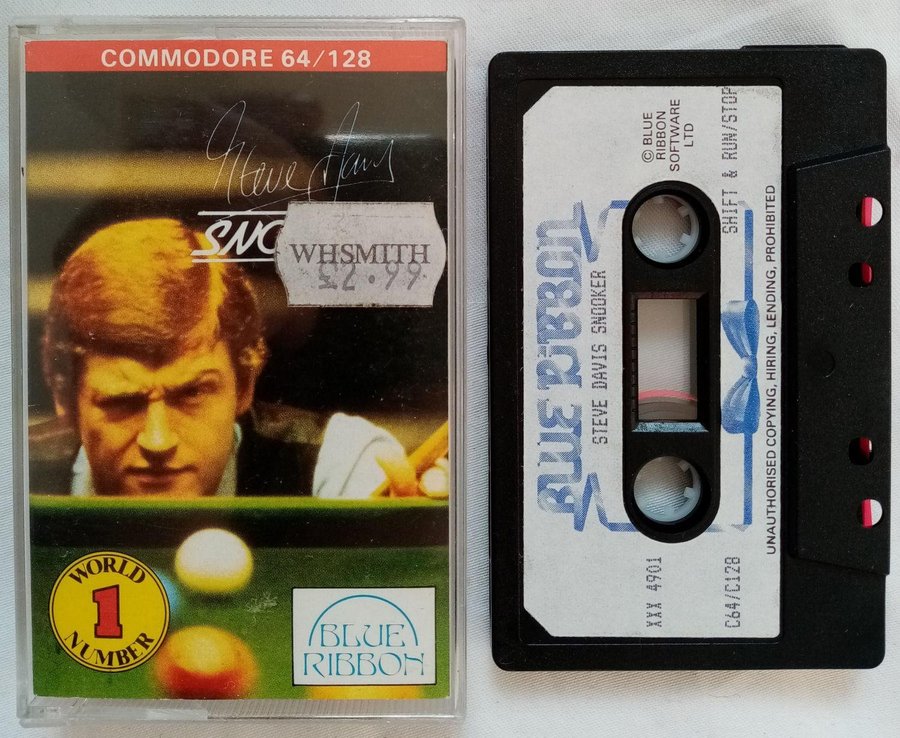 COMMODORE 64/128
Steve Davis
SNO
WHSMITH
£2.99
WORLD
1
NUMBER
BLUE
RIBBON
© BLUE
RIBBON
SOFTWARE
LTD
SHIFT & RUN/STOP
BLUE RIBBON
STEVE DAVIS SNOOKER
UNAUTHORISED COPYING, HIRING, LENDING, PROHIBITED
XXX 4901
C64/C128